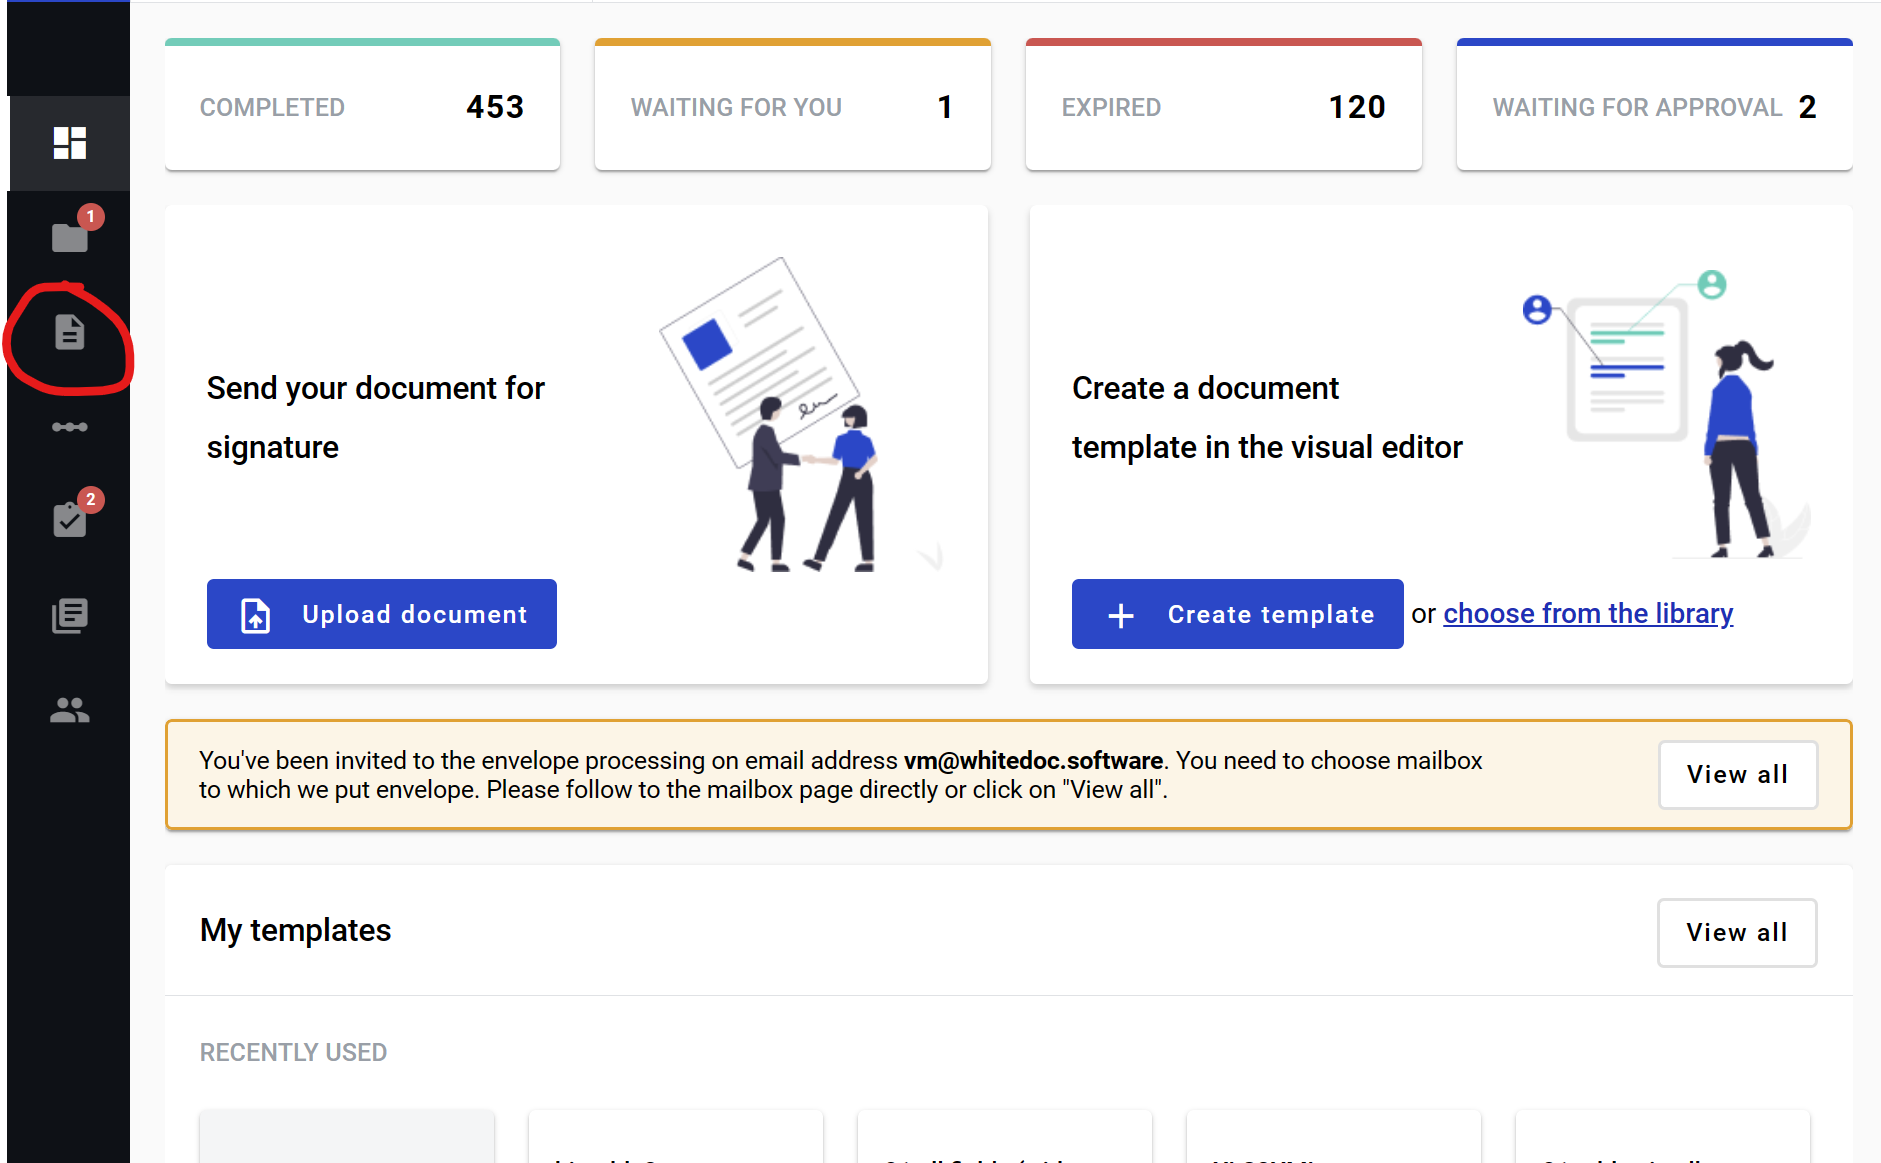 COMPLETED 453
WAITING FOR YOU 1
EXPIRED 120
WAITING FOR APPROVAL 2
1
2
Send your document for
signature
Upload document
Create a document
template in the visual editor
Create template or choose from the library
You've been invited to the envelope processing on email address vm@whitedoc.software. You need to choose mailbox
to which we put envelope. Please follow to the mailbox page directly or click on "View all".
View all
My templates
View all
RECENTLY USED